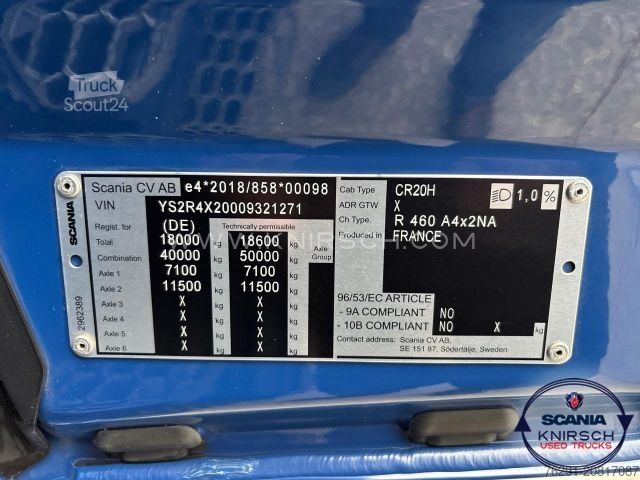 Truck
Scout24
Scania CV AB e4*2018/858*00098
VIN YS2R4X20009321271
Regist. for (DE) Technically permissible
Total 18000 kg 18600 kg Axle Group
Combination 40000 kg 50000 kg
Axle 1 7100 kg 7100 kg
Axle 2 11500 kg 11500 kg
Axle 3 X kg X kg
Axle 4 X kg X kg
Axle 5 X kg X kg
Axle 6 X kg X kg
SCANIA
2962389
Cab Type CR20H 1,0%
ADR GTW X
Ch. Type R 460 A4x2NA
Produced in FRANCE
96/53/EC ARTICLE
- 9A COMPLIANT NO
- 10B COMPLIANT NO X kg
Contact address: Scania CV AB,
SE 151 87, Södertälje, Sweden
SCANIA
KNIRSCH
USED TRUCKS